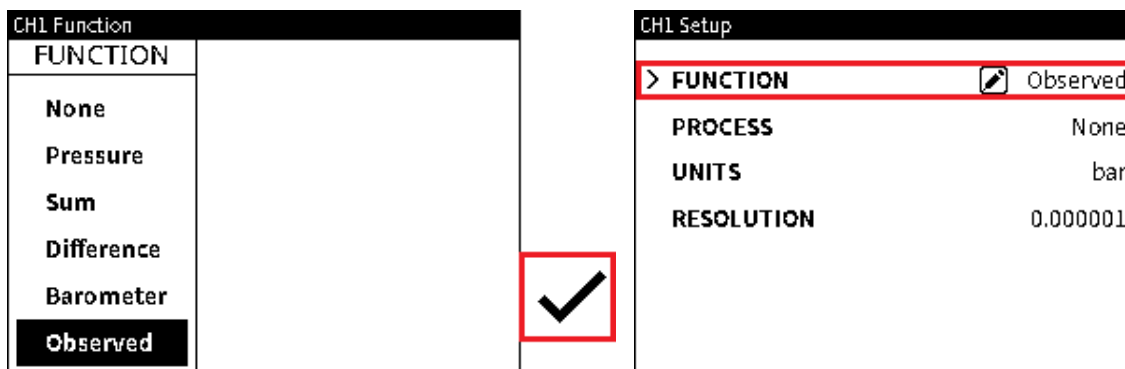 CH1 Function
FUNCTION
None
Pressure
Sum
Difference
Barometer
Observed
CH1 Setup
> FUNCTION Observed
PROCESS None
UNITS bar
RESOLUTION 0.000001